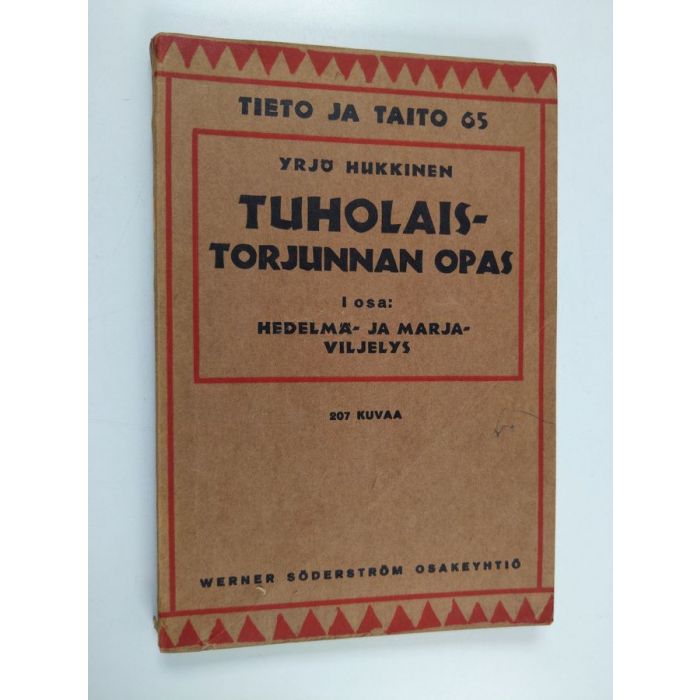 TIETO JA TAITO 65
YRJÖ HUKKINEN
TUHOLAIS-
TORJUNNAN OPAS
I osa:
HEDELMÄ- JA MARJA-
VILJELYS
207 KUVAA
WERNER SÖDERSTRÖM OSAKEYHTIÖ